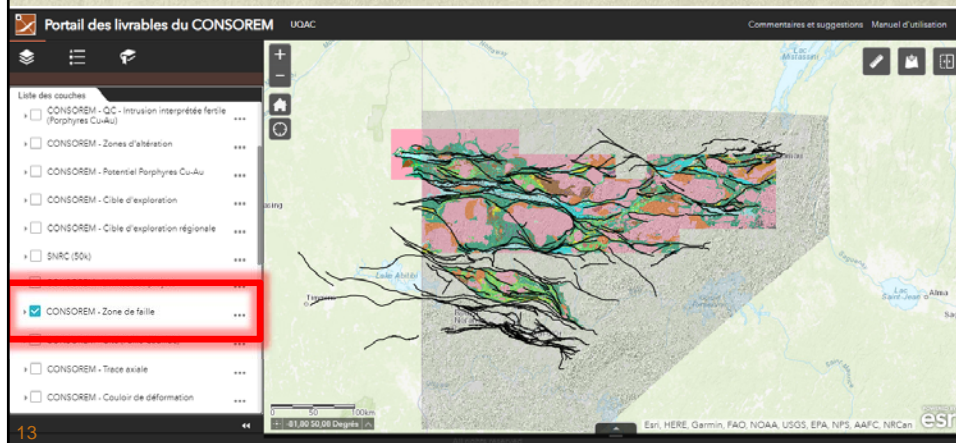 Portail des livrables du CONSOREM UQAC Commentaires et suggestions Manuel d'utilisation
Liste des couches
CONSOREM - QC - Intrusion interprétée fertile
(Porphyres Cu-Au)
CONSOREM - Zones d'altération
CONSOREM - Potentiel Porphyres Cu-Au
CONSOREM - Cible d'exploration
CONSOREM - Cible d'exploration régionale
SNRC (50k)
CONSOREM - Zone de faille
CONSOREM - Trace axiale
CONSOREM - Couloir de déformation
13
Lac
Mistassini
Lake Abitibi
Lac
Saint-Jean
Alma
0 50 100km
-81,80 50,08 Degrés
Esri, HERE, Garmin, FAO, NOAA, USGS, EPA, NPS, AAFC, NRCan
esri